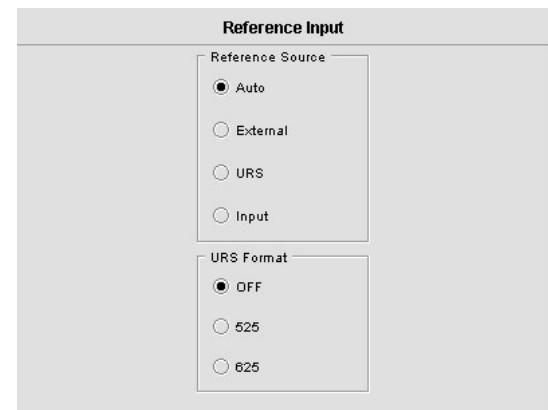 Reference Input
Reference Source
Auto
External
URS
Input
URS Format
OFF
525
625